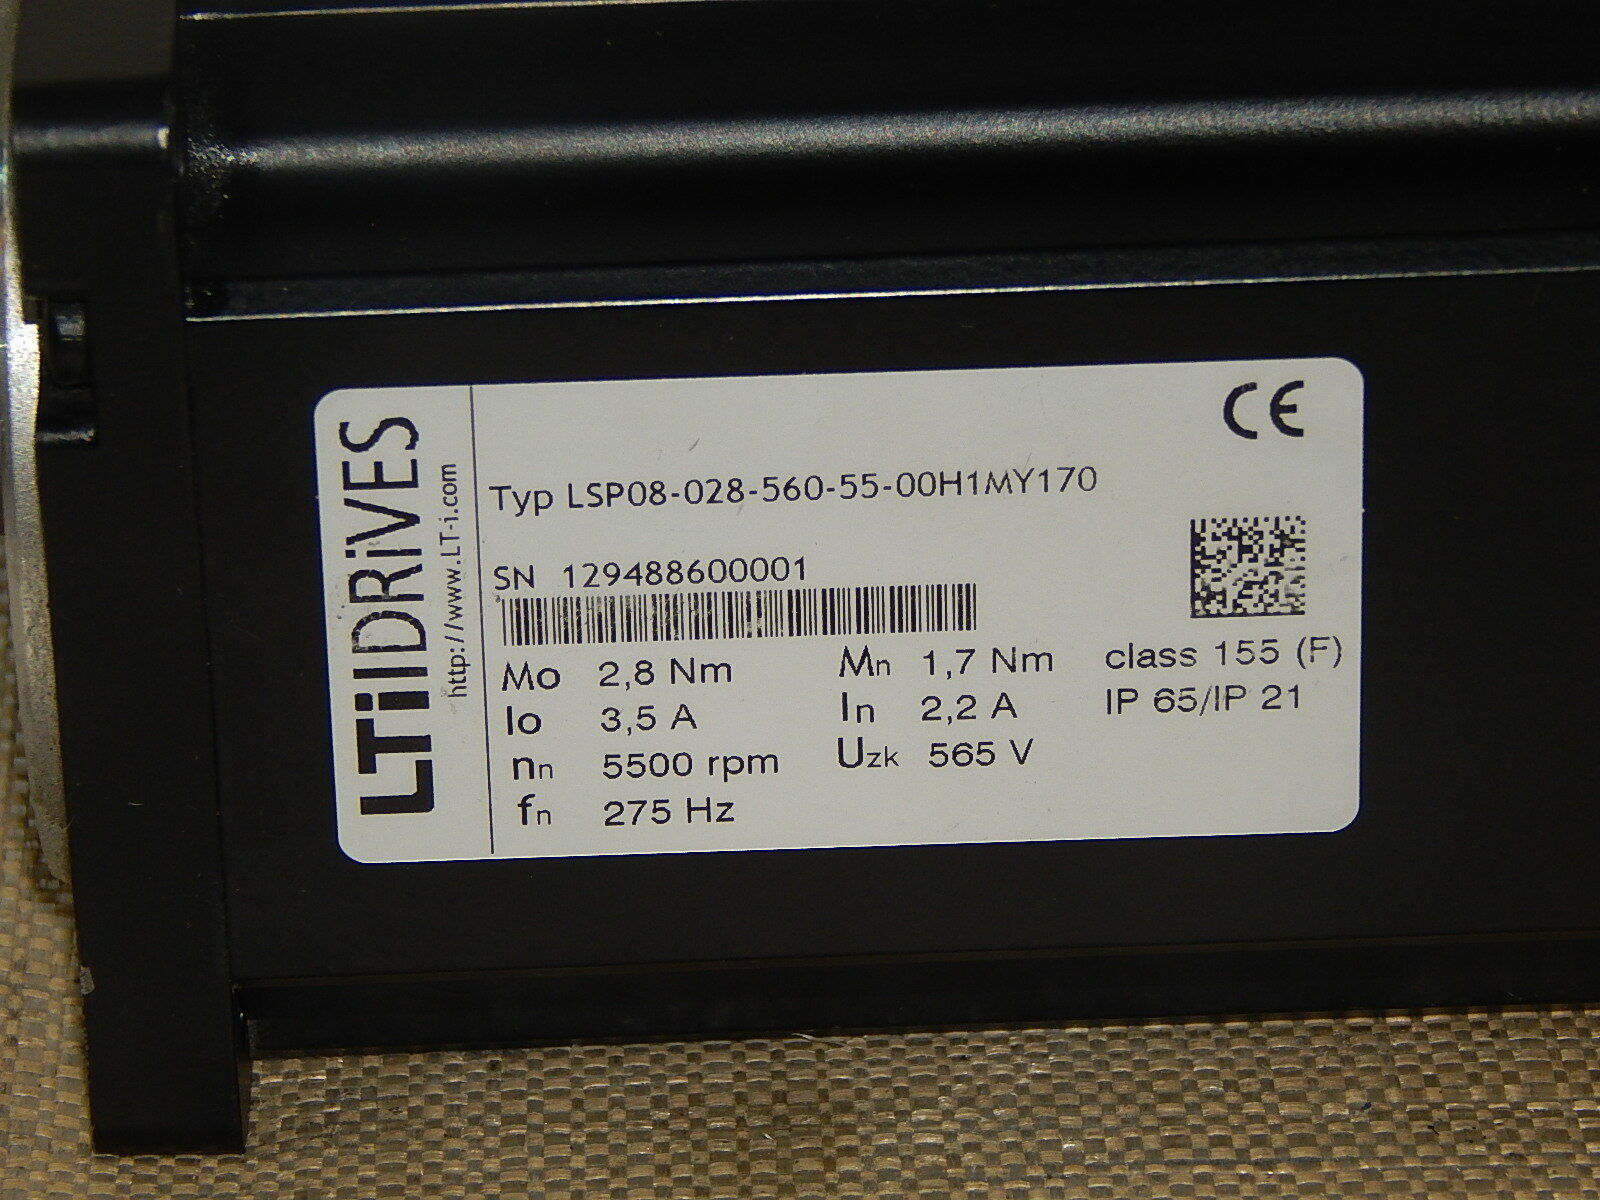 LTiIDRiVES
http://www.LT-i.com
CE
Typ LSP08-028-560-55-00H1MY170
SN 129488600001
Mo 2,8 Nm Mn 1,7 Nm class 155 (F)
Io 3,5 A In 2,2 A IP 65/IP 21
nn 5500 rpm Uzk 565 V
fn 275 Hz